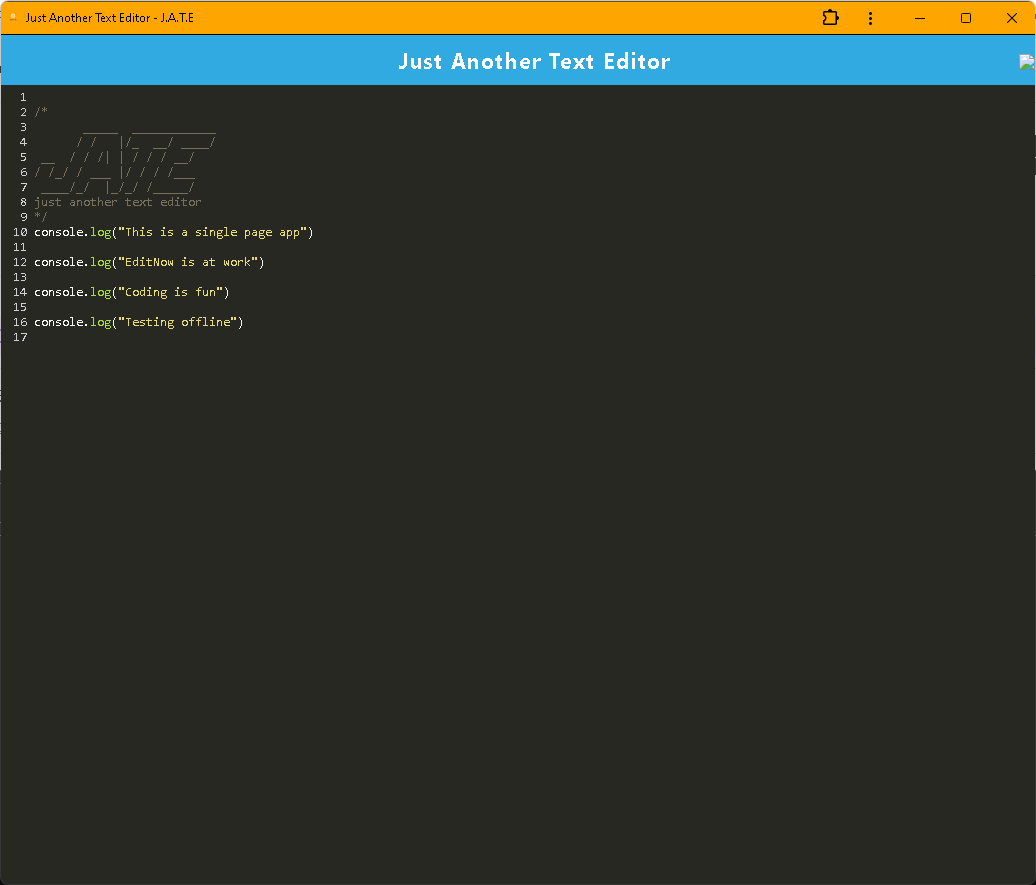 Just Another Text Editor - J.A.T.E
Just Another Text Editor
1
2 /*
3        _____  ____________
4       / /   |/_  __/ ____/
5  __  / / /| | / / / __/
6 / /_/ / ___ |/ / / /___
7  ____/_/  |_/_/ /_____/
8 just another text editor
9 */
10 console.log("This is a single page app")
11
12 console.log("EditNow is at work")
13
14 console.log("Coding is fun")
15
16 console.log("Testing offline")
17